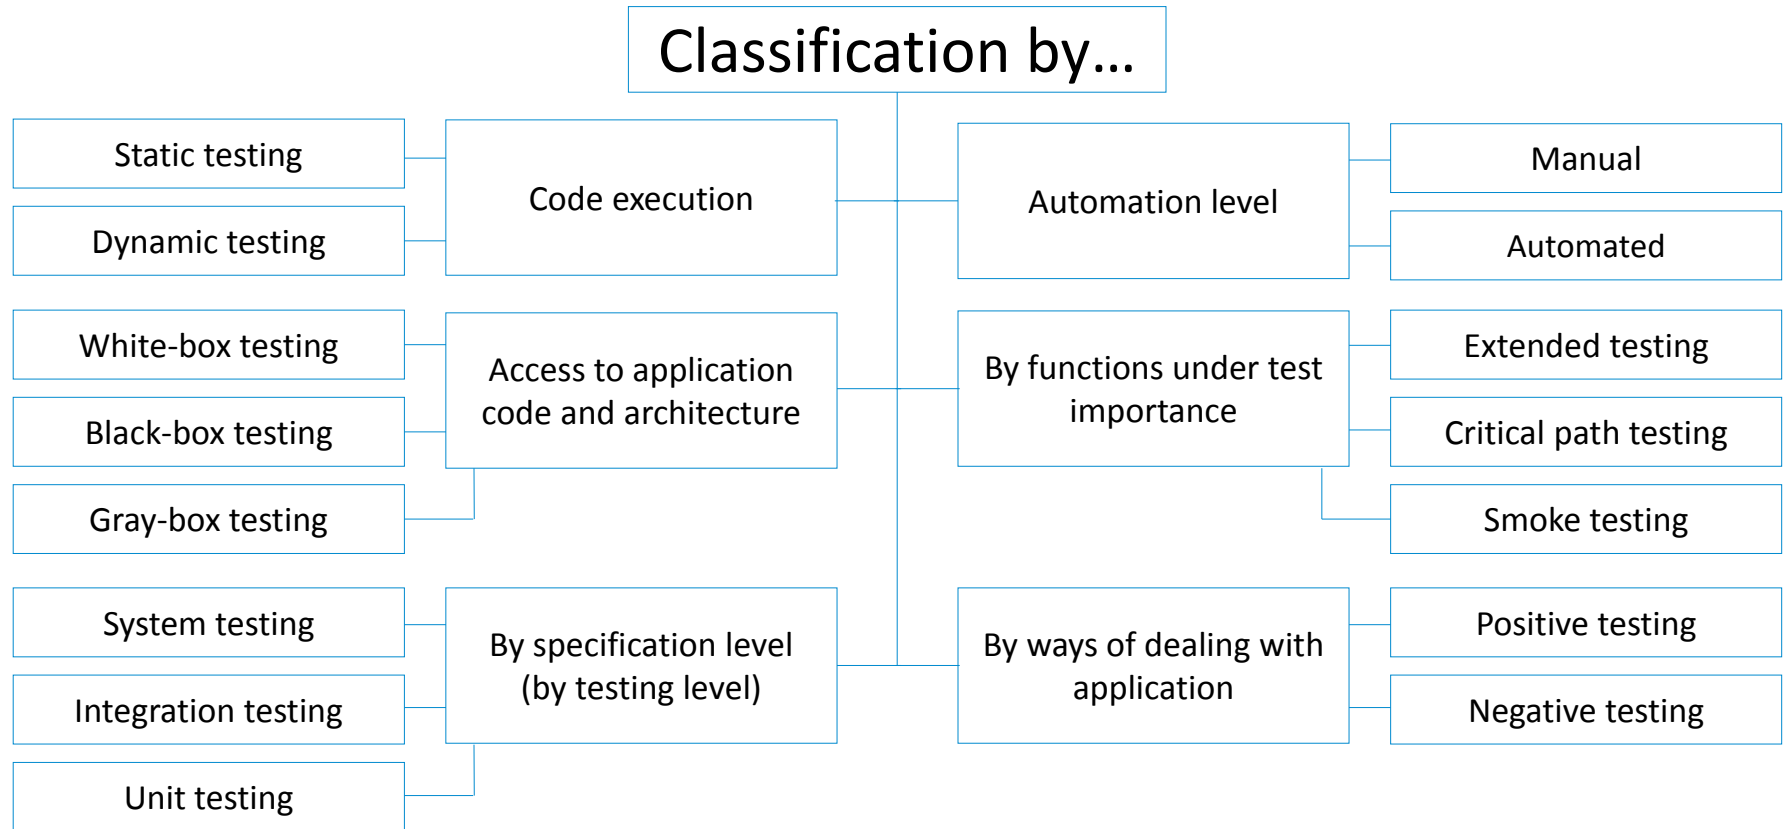 Classification by…
Static testing
Dynamic testing
Code execution
Automation level
Manual
Automated
White-box testing
Black-box testing
Gray-box testing
Access to application
code and architecture
By functions under test
importance
Extended testing
Critical path testing
Smoke testing
System testing
Integration testing
Unit testing
By specification level
(by testing level)
By ways of dealing with
application
Positive testing
Negative testing